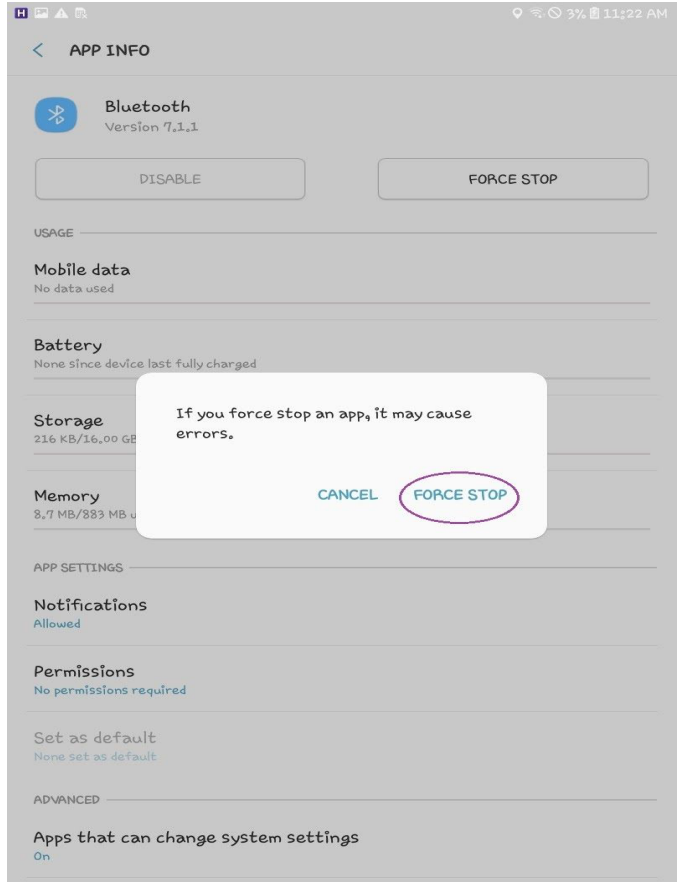 H 3% 11:22 AM
APP INFO
Bluetooth
Version 7.1.1
DISABLE FORCE STOP
USAGE
Mobile data
No data used
Battery
None since device last fully charged
Storage
216 KB/16.00 GB
If you force stop an app, it may cause
errors.
CANCEL FORCE STOP
Memory
8.7 MB/883 MB u
APP SETTINGS
Notifications
Allowed
Permissions
No permissions required
Set as default
None set as default
ADVANCED
Apps that can change system settings
On